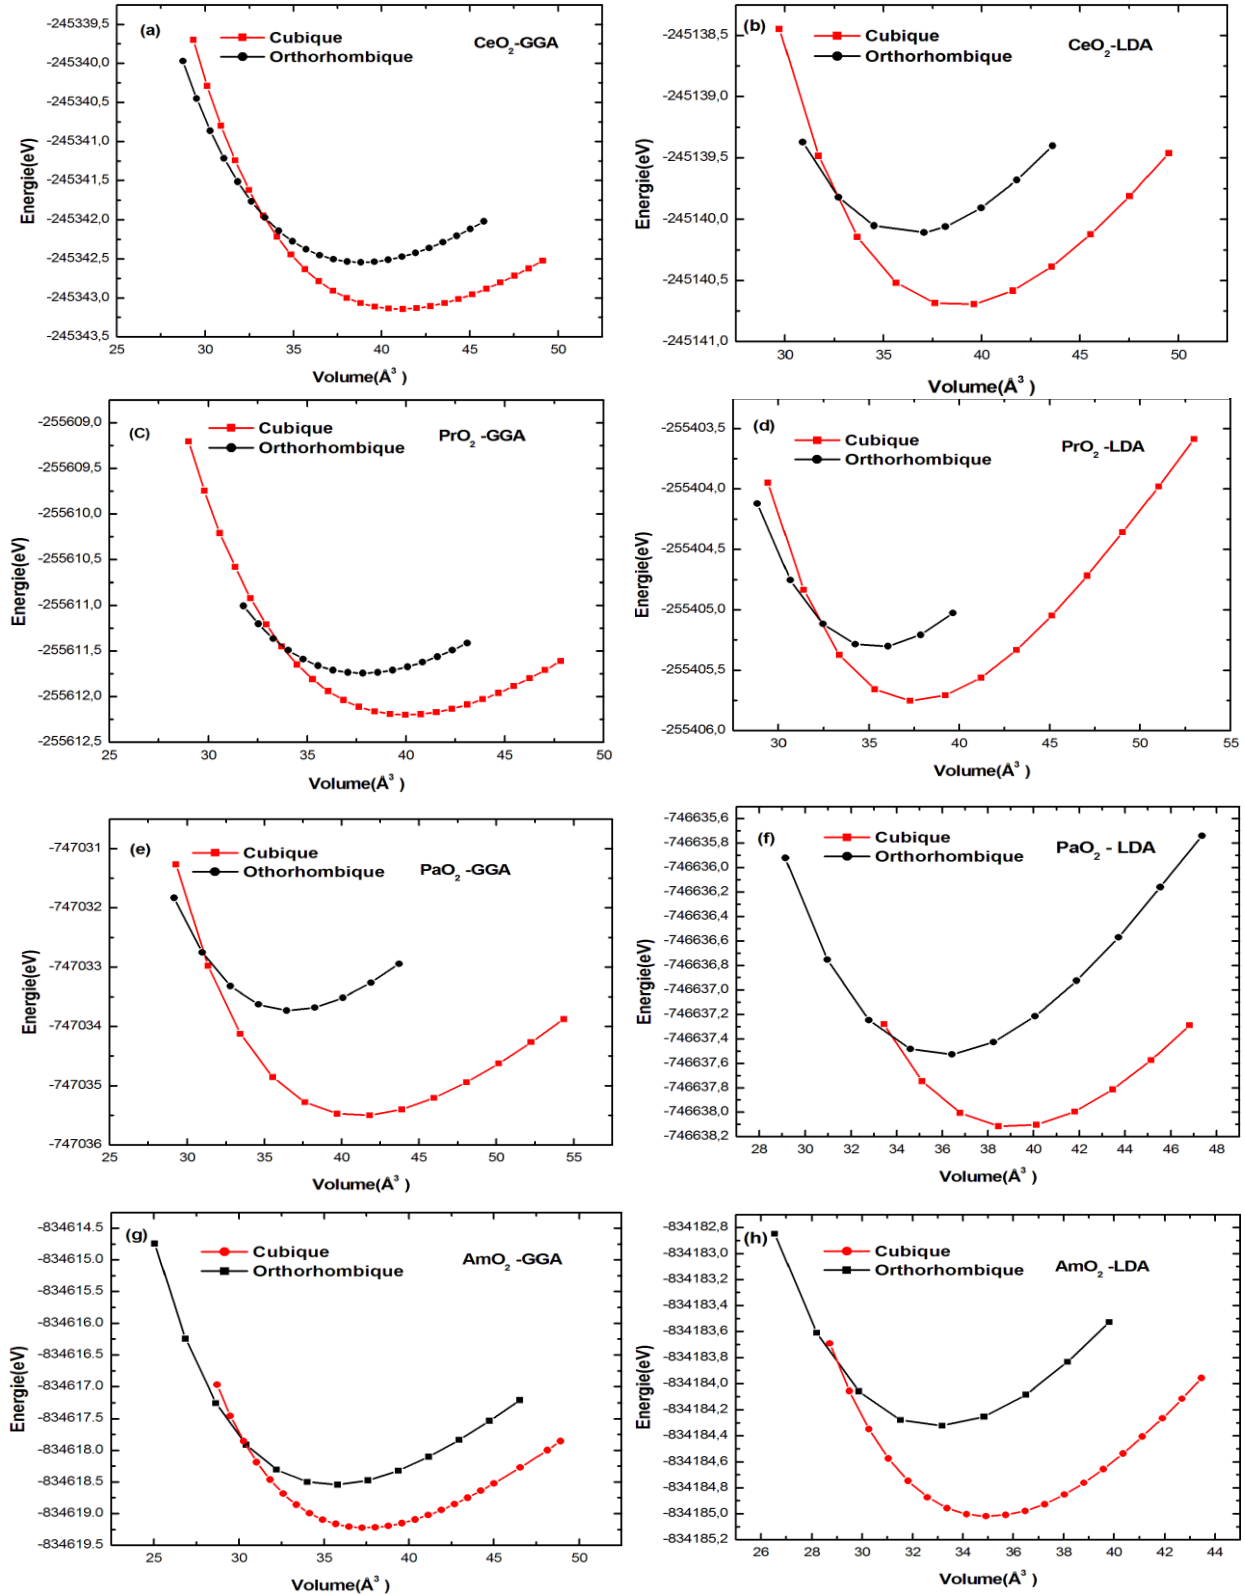 (a)
Cubique
Orthorhombique
CeO2-GGA
Energie(eV)
-245339,5
-245340,0
-245340,5
-245341,0
-245341,5
-245342,0
-245342,5
-245343,0
-245343,5
25 30 35 40 45 50
Volume(Å3 )
(b)
Cubique
Orthorhombique
CeO2-LDA
Energie(eV)
-245138,5
-245139,0
-245139,5
-245140,0
-245140,5
-245141,0
30 35 40 45 50
Volume(Å3 )
(C)
Cubique
Orthorhombique
PrO2 -GGA
Energie(eV)
-255609,0
-255609,5
-255610,0
-255610,5
-255611,0
-255611,5
-255612,0
-255612,5
25 30 35 40 45 50
Volume(Å3 )
(d)
Cubique
Orthorhombique
PrO2 -LDA
Energie(eV)
-255403,5
-255404,0
-255404,5
-255405,0
-255405,5
-255406,0
30 35 40 45 50 55
Volume(Å3 )
(e)
Cubique
Othorhombique
PaO2 -GGA
Energie(eV)
-747031
-747032
-747033
-747034
-747035
-747036
25 30 35 40 45 50 55
Volume(Å3 )
(f)
Cubique
Orthorhombique
PaO2 - LDA
Energie(eV)
-746635,8
-746636,0
-746636,2
-746636,4
-746636,6
-746636,8
-746637,0
-746637,2
-746637,4
-746637,6
-746637,8
-746638,0
-746638,2
28 30 32 34 36 38 40 42 44 46 48
Volume(Å3 )
(g)
Cubique
Orthorhombique
AmO2 -GGA
Energie(eV)
-834614.5
-834615,0
-834615,5
-834616,0
-834616,5
-834617,0
-834617,5
-834618,0
-834618,5
-834619,0
-834619.5
25 30 35 40 45 50
Volume(Å3 )
(h)
Cubique
Orthorhombique
AmO2 -LDA
Energie(eV)
-834182,8
-834183,0
-834183,2
-834183,4
-834183,6
-834183,8
-834184,0
-834184,2
-834184,4
-834184,6
-834184,8
-834185,0
-834185,2
26 28 30 32 34 36 38 40 42 44
Volume(Å3 )